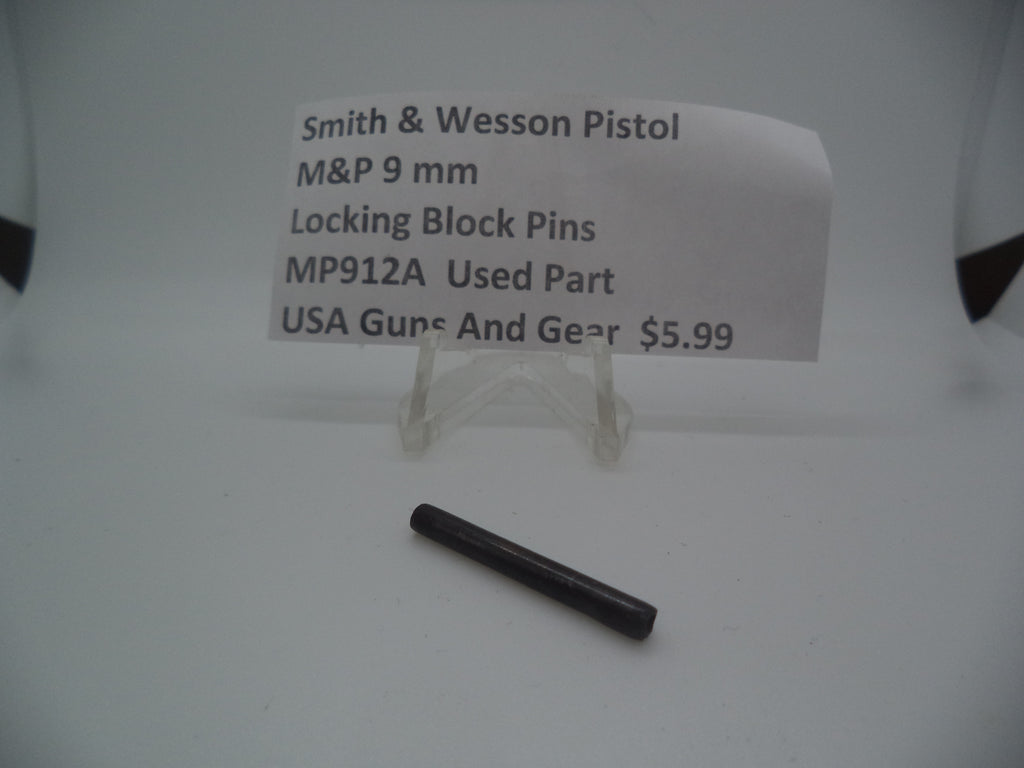 Smith & Wesson Pistol
M&P 9 mm
Locking Block Pins
MP912A Used Part
USA Guns And Gear $5.99